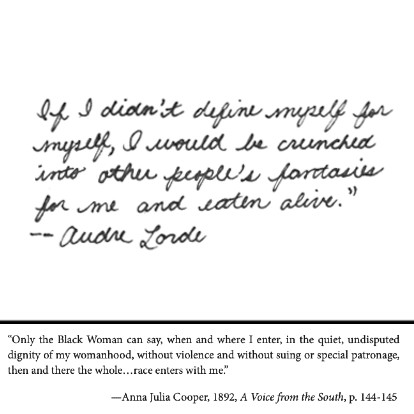 If I didn't define myself for
myself, I would be crunched
into other people's fantasies
for me and eaten alive."
-- Audre Lorde
"Only the Black Woman can say, when and where I enter, in the quiet, undisputed
dignity of my womanhood, without violence and without suing or special patronage,
then and there the whole…race enters with me."
—Anna Julia Cooper, 1892, A Voice from the South, p. 144-145